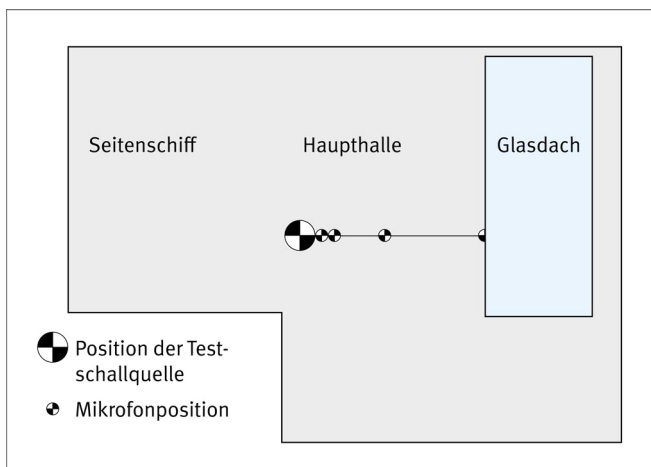 Seitenschiff
Haupthalle
Glasdach
Position der Test-
schallquelle
Mikrofonposition